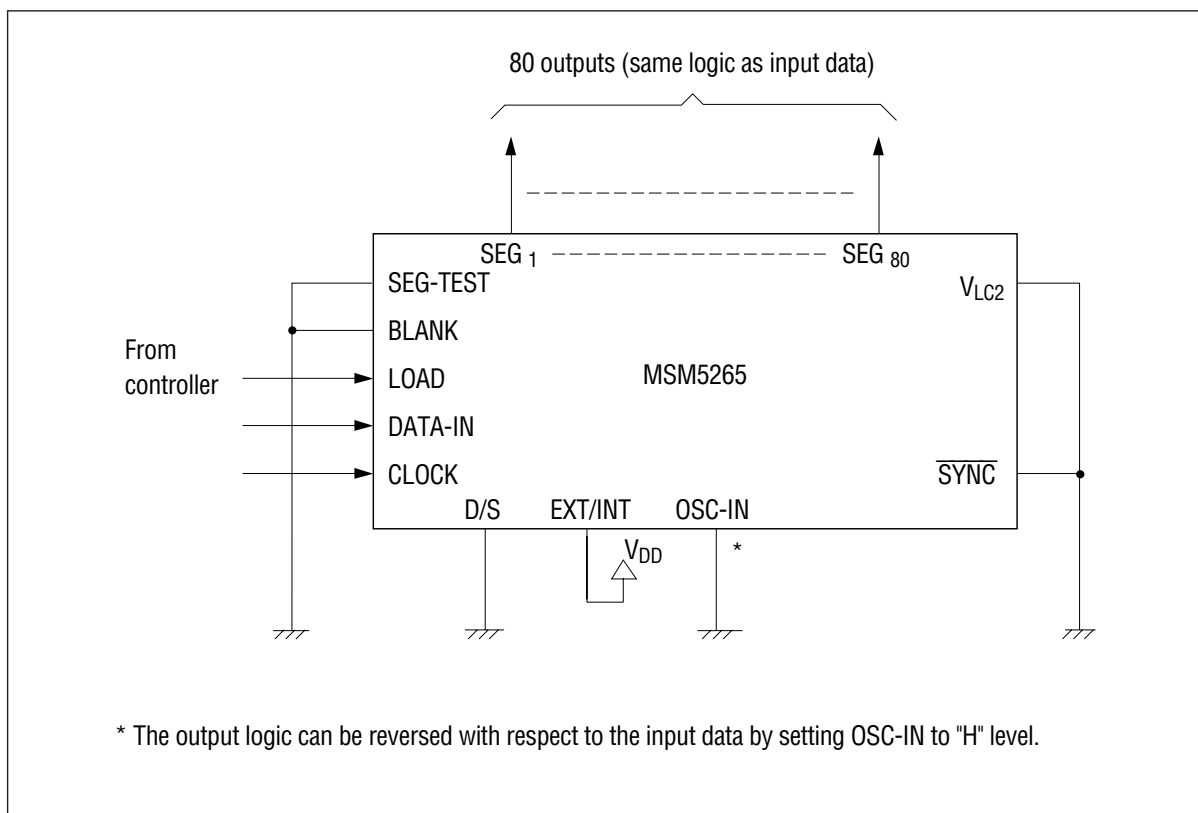 80 outputs (same logic as input data)
SEG 1 SEG 80
SEG-TEST
VLC2
BLANK
From
controller
LOAD
MSM5265
DATA-IN
CLOCK
SYNC
D/S EXT/INT OSC-IN
VDD
*
* The output logic can be reversed with respect to the input data by setting OSC-IN to "H" level.